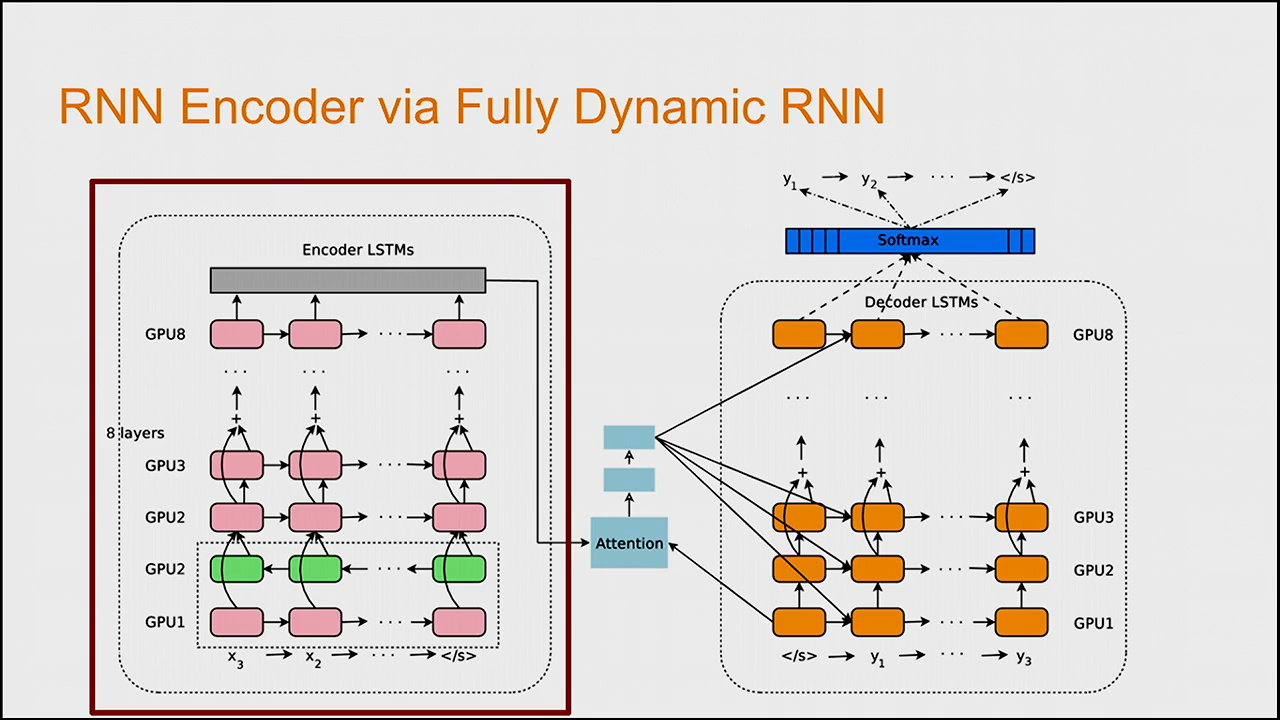 RNN Encoder via Fully Dynamic RNN
Encoder LSTMs
GPU8
. . .
. . .
. . .
. . .
+
+
+
8 layers
GPU3
. . .
GPU2
. . .
GPU2
. . .
GPU1
. . .
x3 x2 . . . </s>
Attention
y1 y2 . . . </s>
Softmax
Decoder LSTMs
. . .
GPU8
. . .
. . .
. . .
+
+
+
. . .
GPU3
. . .
GPU2
. . .
GPU1
</s> y1 . . . y3